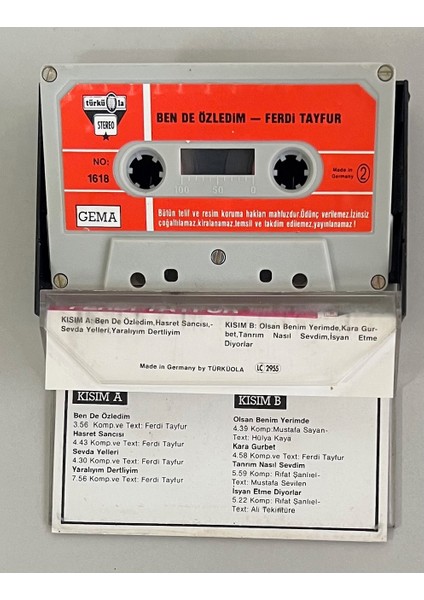 türküola
STEREO
BEN DE ÖZLEDIM — FERDİ TAYFUR
NO:
1618
100 50 0
Made in
Germany
2
GEMA
Bütün telif ve resim koruma hakları mahfuzdur.Ödünç verilemez.İzinsiz
çoğaltılamaz,kiralanamaz,temsil ve takdim edilemez,yayınlanamaz!
KISIM A: Ben De Özledim,Hasret Sancısı,-
Sevda Yelleri,Yaralıyım Dertliyim
KISIM B: Olsan Benim Yerimde,Kara Gur-
bet,Tanrım Nasıl Sevdim,İsyan Etme
Diyorlar
Made in Germany by TÜRKÜOLA
LC 2955
KISIM A
Ben De Özledim
3.56 Komp.ve Text: Ferdi Tayfur
Hasret Sancısı
4.43 Komp.ve Text: Ferdi Tayfur
Sevda Yelleri
4.30 Komp.ve Text: Ferdi Tayfur
Yaralıyım Dertliyim
7.56 Komp.ve Text: Ferdi Tayfur
KISIM B
Olsan Benim Yerimde
4.39 Komp:Mustafa Sayan-
Text: Hülya Kaya
Kara Gurbet
4.58 Komp.ve Text: Ferdi Tayfur
Tanrım Nasıl Sevdim
5.59 Komp: Rıfat Şanlıel-
Text: Mustafa Sevilen
İsyan Etme Diyorlar
5.22 Komp: Rıfat Şanlıel-
Text: Ali Tekintüre